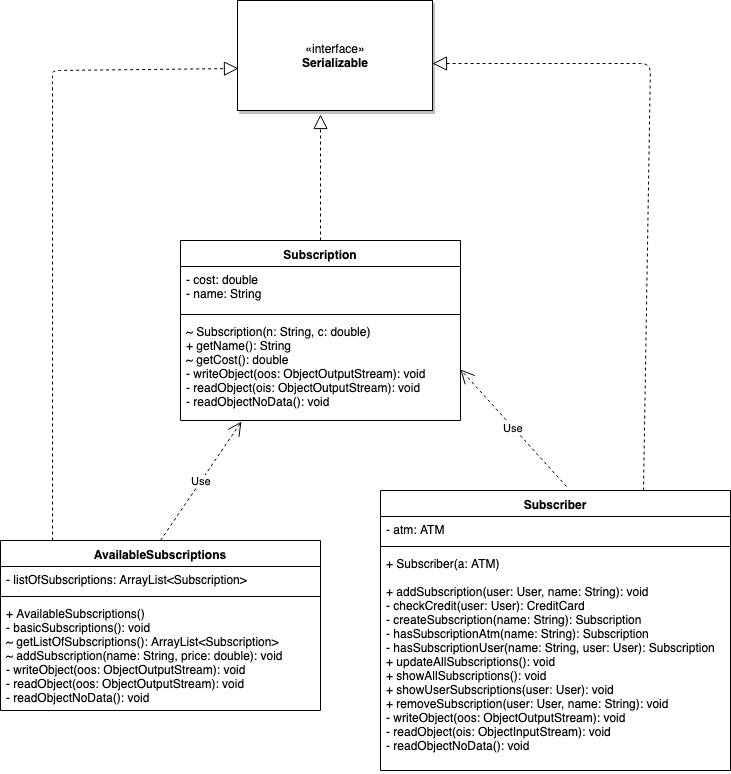 «interface»
Serializable
Subscription
- cost: double
- name: String
~ Subscription(n: String, c: double)
+ getName(): String
~ getCost(): double
- writeObject(oos: ObjectOutputStream): void
- readObject(ois: ObjectOutputStream): void
- readObjectNoData(): void
Use
Use
AvailableSubscriptions
- listOfSubscriptions: ArrayList<Subscription>
+ AvailableSubscriptions()
- basicSubscriptions(): void
~ getListOfSubscriptions(): ArrayList<Subscription>
~ addSubscription(name: String, price: double): void
- writeObject(oos: ObjectOutputStream): void
- readObject(oos: ObjectOutputStream): void
- readObjectNoData(): void
Subscriber
- atm: ATM
+ Subscriber(a: ATM)
+ addSubscription(user: User, name: String): void
- checkCredit(user: User): CreditCard
- createSubscription(name: String): Subscription
- hasSubscriptionAtm(name: String): Subscription
- hasSubscriptionUser(name: String, user: User): Subscription
+ updateAllSubscriptions(): void
+ showAllSubscriptions(): void
+ showUserSubscriptions(user: User): void
+ removeSubscription(user: User, name: String): void
- writeObject(oos: ObjectOutputStream): void
- readObject(ois: ObjectInputStream): void
- readObjectNoData(): void